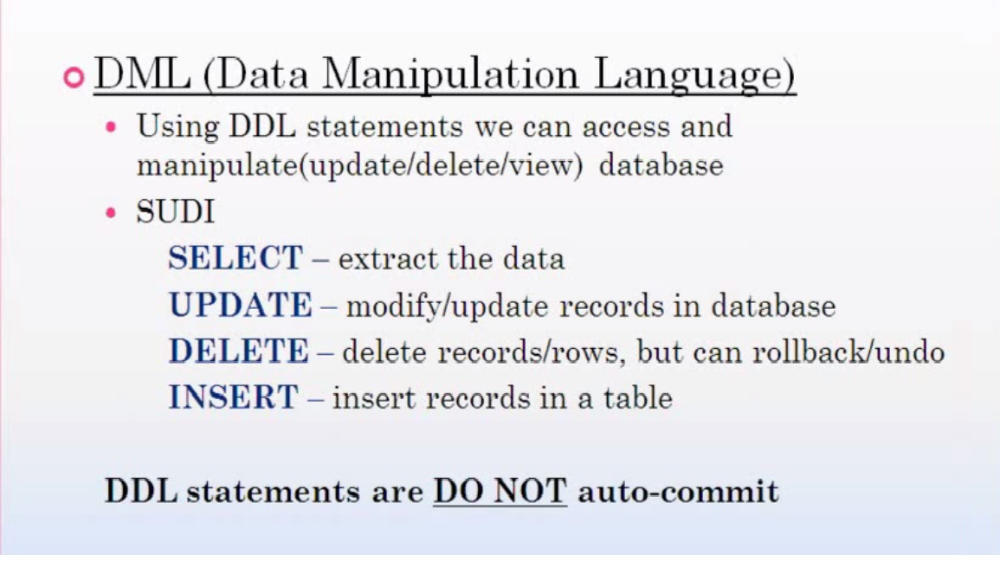 DML (Data Manipulation Language)
Using DDL statements we can access and
manipulate(update/delete/view) database
SUDI
SELECT – extract the data
UPDATE – modify/update records in database
DELETE – delete records/rows, but can rollback/undo
INSERT – insert records in a table
DDL statements are DO NOT auto-commit